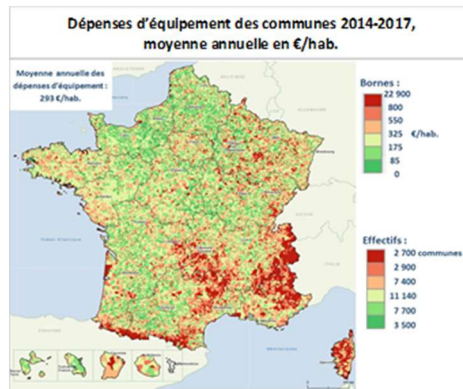 Dépenses d'équipement des communes 2014-2017,
moyenne annuelle en €/hab.
Moyenne annuelle des
dépenses d'équipement :
293 €/hab.
Bornes :
22 900
800
550
325 €/hab.
175
85
0
Effectifs :
2 700 communes
2 900
7 400
11 140
7 700
3 500